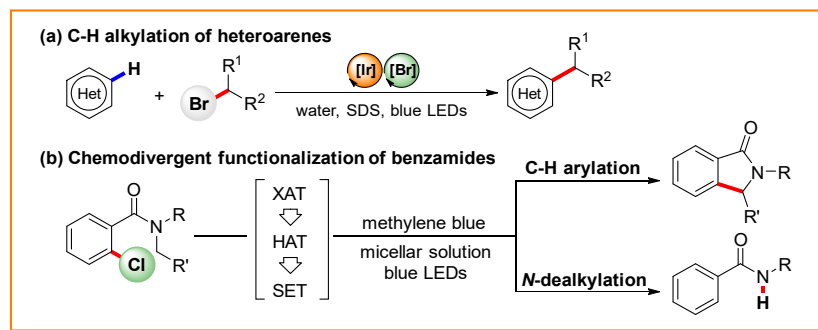 (a) C-H alkylation of heteroarenes
H
R1
R1
[Ir] [Br]
Het + Br R2
Het R2
water, SDS, blue LEDs
(b) Chemodivergent functionalization of benzamides
O
N R
Cl R'
XAT
HAT
SET
methylene blue
micellar solution
blue LEDs
C-H arylation
O
N R
R'
N-dealkylation
O
N R
H